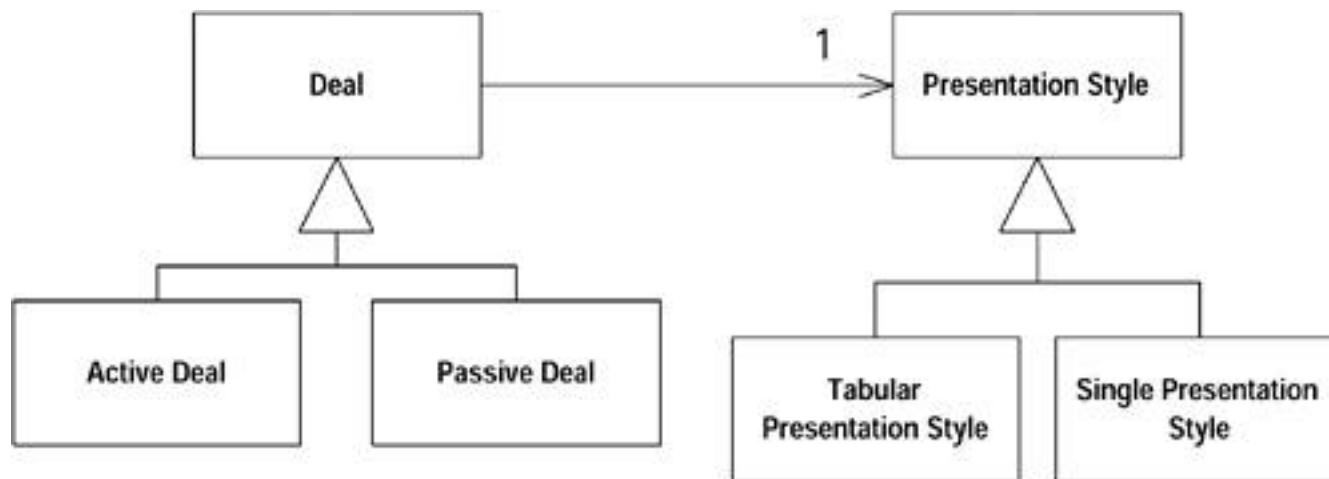 1
Deal
Presentation Style
Active Deal
Passive Deal
Tabular
Presentation Style
Single Presentation
Style